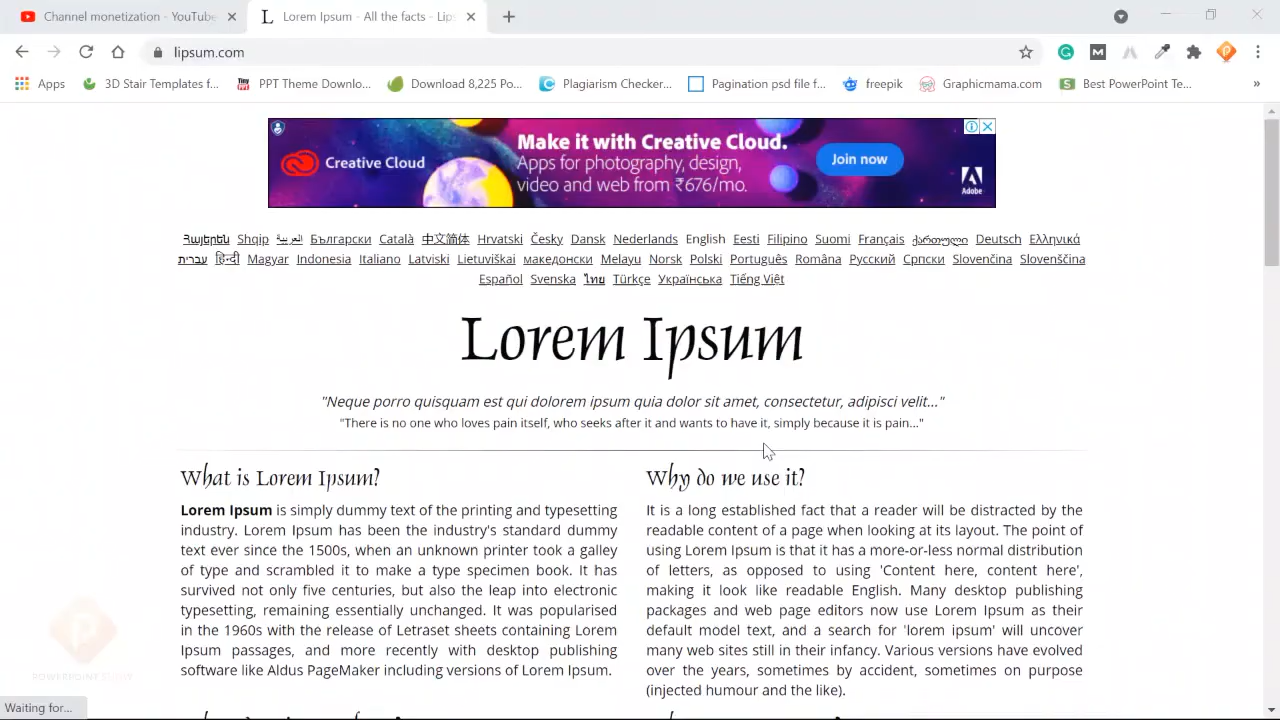 Channel monetization - YouTube
Lorem Ipsum - All the facts - Lips
lipsum.com
Apps
3D Stair Templates f...
PPT Theme Downlo...
Download 8,225 Po...
Plagiarism Checker...
Pagination psd file f...
freepik
Graphicmama.com
Best PowerPoint Te...
»
Creative Cloud
Make it with Creative Cloud.
Apps for photography, design,
video and web from ₹676/mo.
Join now
Adobe
Հայերեն Shqip العربية Български Català 中文简体 Hrvatski Česky Dansk Nederlands English Eesti Filipino Suomi Français ქართული Deutsch Ελληνικά
עברית हिन्दी Magyar Indonesia Italiano Latviski Lietuviškai македонски Melayu Norsk Polski Português Româna Русский Српски Slovenčina Slovenščina
Español Svenska ไทย Türkçe Українська Tiếng Việt
Lorem Ipsum
"Neque porro quisquam est qui dolorem ipsum quia dolor sit amet, consectetur, adipisci velit..."
"There is no one who loves pain itself, who seeks after it and wants to have it, simply because it is pain..."
What is Lorem Ipsum?
Lorem Ipsum is simply dummy text of the printing and typesetting
industry. Lorem Ipsum has been the industry's standard dummy
text ever since the 1500s, when an unknown printer took a galley
of type and scrambled it to make a type specimen book. It has
survived not only five centuries, but also the leap into electronic
typesetting, remaining essentially unchanged. It was popularised
in the 1960s with the release of Letraset sheets containing Lorem
Ipsum passages, and more recently with desktop publishing
software like Aldus PageMaker including versions of Lorem Ipsum.
Why do we use it?
It is a long established fact that a reader will be distracted by the
readable content of a page when looking at its layout. The point of
using Lorem Ipsum is that it has a more-or-less normal distribution
of letters, as opposed to using 'Content here, content here',
making it look like readable English. Many desktop publishing
packages and web page editors now use Lorem Ipsum as their
default model text, and a search for 'lorem ipsum' will uncover
many web sites still in their infancy. Various versions have evolved
over the years, sometimes by accident, sometimes on purpose
(injected humour and the like).
Waiting for...